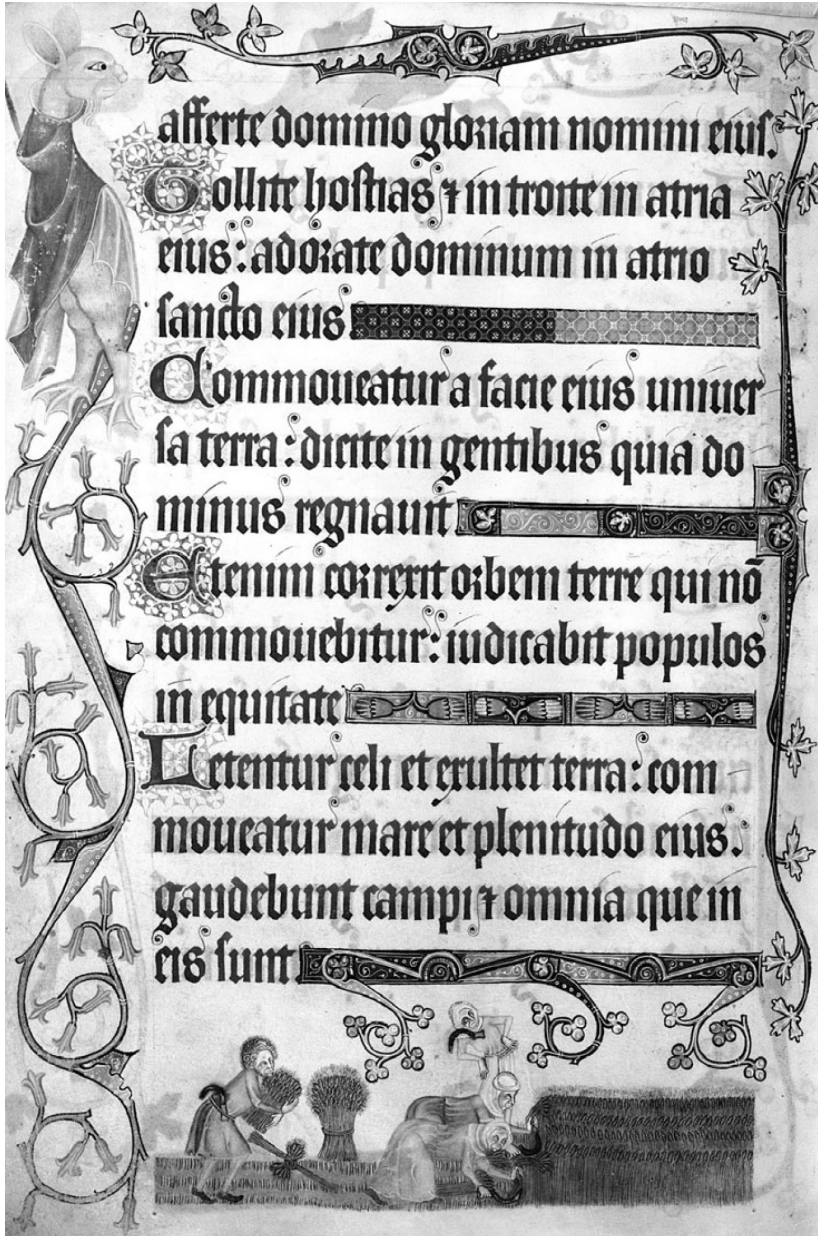 afferte domino gloriam nomini eius.
Tollite hostias ⁊ in troite in atria
eius: adorate dominum in atrio
sancto eius
Commoueatur a facie eius uniuer
sa terra: dicite in gentibus quia do
minus regnauit
Etenim correxit orbem terre qui nō
commouebitur: iudicabit populos
in equitate
Letentur celi et exultet terra: com
moueatur mare et plenitudo eius.
gaudebunt campi ⁊ omnia que in
eis sunt